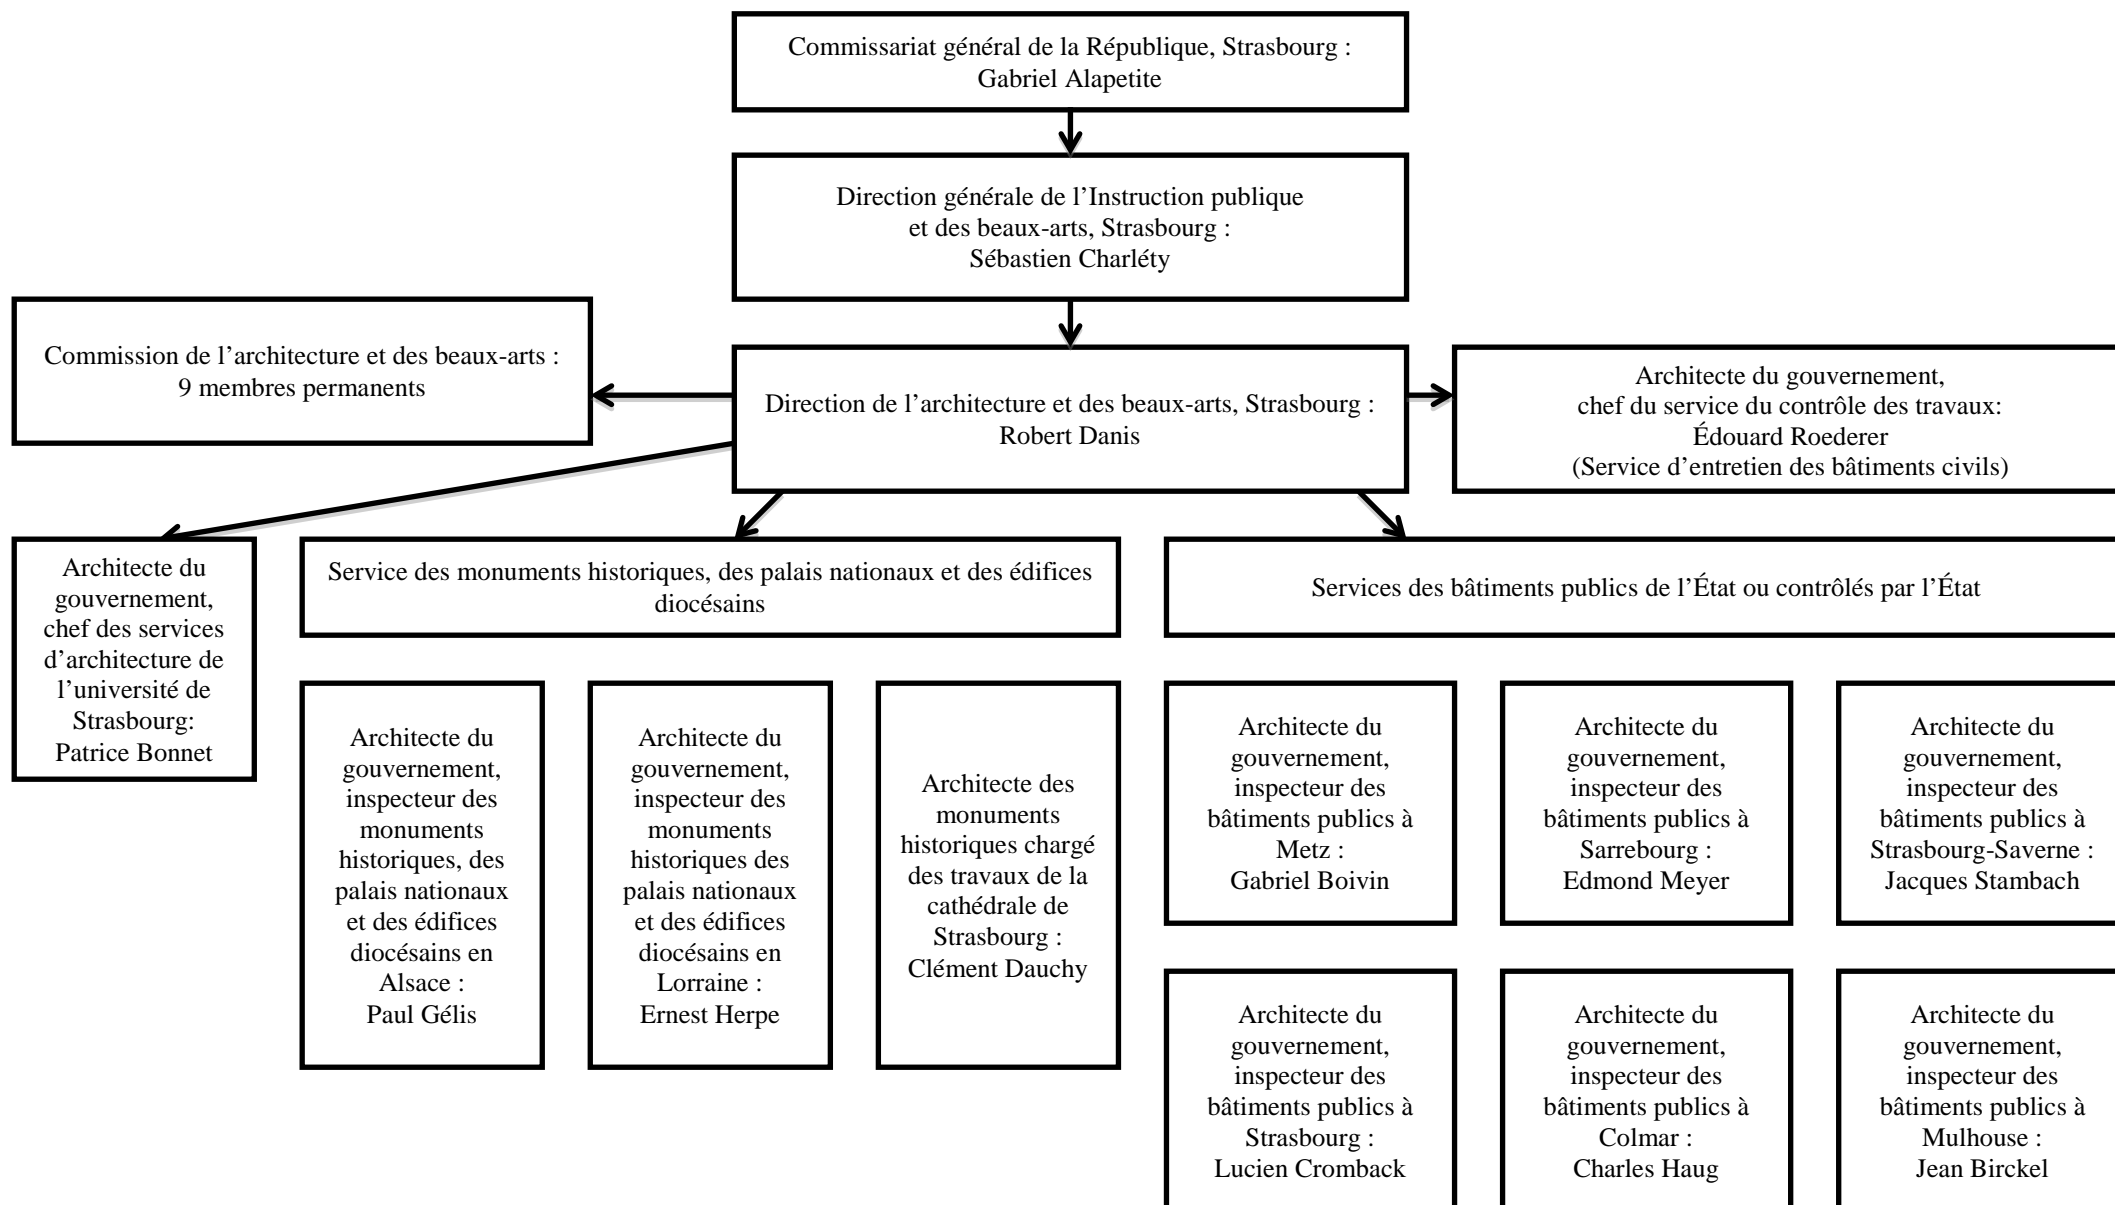 Commissariat général de la République, Strasbourg :
Gabriel Alapetite
Direction générale de l’Instruction publique
et des beaux-arts, Strasbourg :
Sébastien Charléty
Commission de l’architecture et des beaux-arts :
9 membres permanents
Direction de l’architecture et des beaux-arts, Strasbourg :
Robert Danis
Architecte du gouvernement,
chef du service du contrôle des travaux:
Édouard Roederer
(Service d’entretien des bâtiments civils)
Architecte du
gouvernement,
chef des services
d’architecture de
l’université de
Strasbourg:
Patrice Bonnet
Service des monuments historiques, des palais nationaux et des édifices
diocésains
Services des bâtiments publics de l’État ou contrôlés par l’État
Architecte du
gouvernement,
inspecteur des
monuments
historiques, des
palais nationaux
et des édifices
diocésains en
Alsace :
Paul Gélis
Architecte du
gouvernement,
inspecteur des
monuments
historiques des
palais nationaux
et des édifices
diocésains en
Lorraine :
Ernest Herpe
Architecte des
monuments
historiques chargé
des travaux de la
cathédrale de
Strasbourg :
Clément Dauchy
Architecte du
gouvernement,
inspecteur des
bâtiments publics à
Metz :
Gabriel Boivin
Architecte du
gouvernement,
inspecteur des
bâtiments publics à
Sarrebourg :
Edmond Meyer
Architecte du
gouvernement,
inspecteur des
bâtiments publics à
Strasbourg-Saverne :
Jacques Stambach
Architecte du
gouvernement,
inspecteur des
bâtiments publics à
Strasbourg :
Lucien Cromback
Architecte du
gouvernement,
inspecteur des
bâtiments publics à
Colmar :
Charles Haug
Architecte du
gouvernement,
inspecteur des
bâtiments publics à
Mulhouse :
Jean Birckel